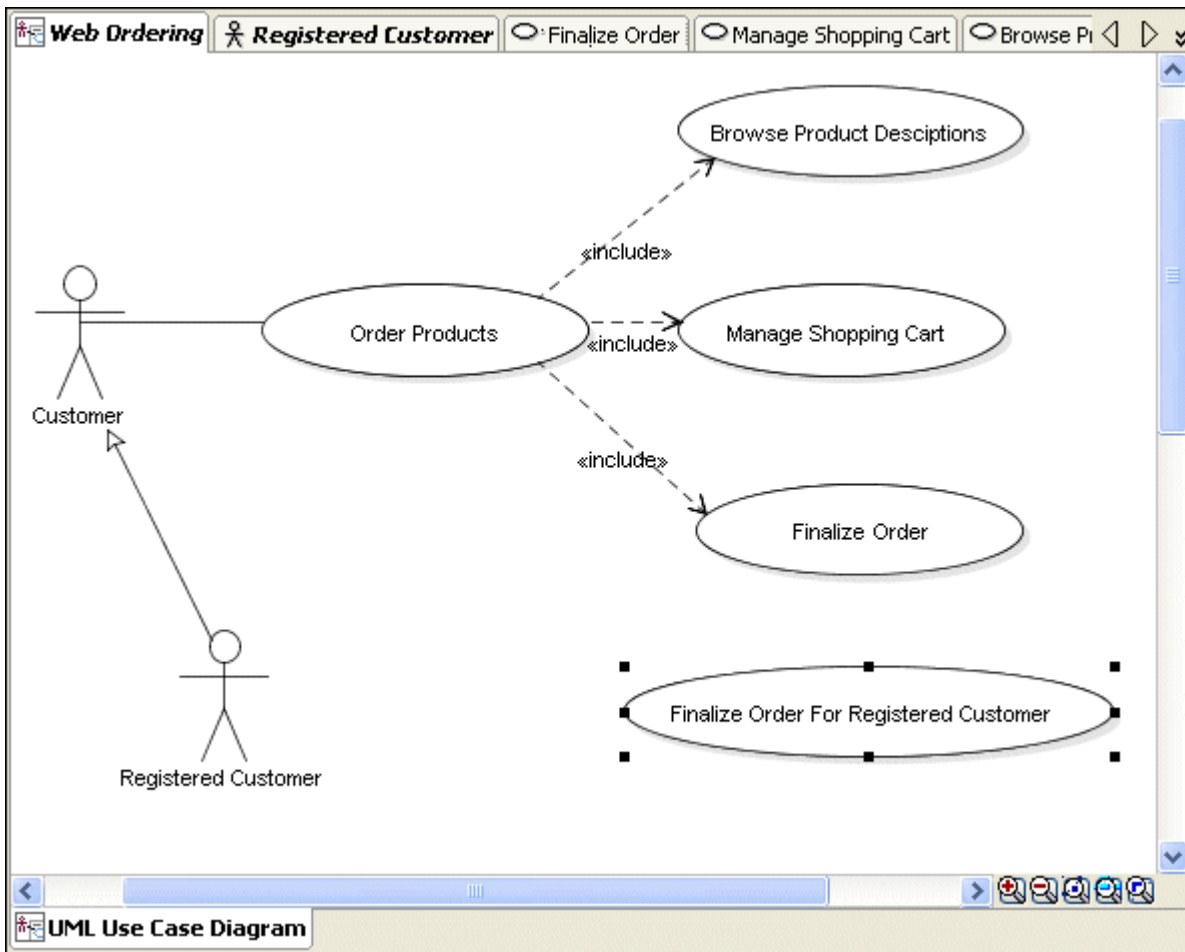 Web Ordering Registered Customer Finalize Order Manage Shopping Cart Browse Pr
Browse Product Desciptions
«include»
Order Products
Manage Shopping Cart
«include»
Customer
«include»
Finalize Order
Finalize Order For Registered Customer
Registered Customer
UML Use Case Diagram